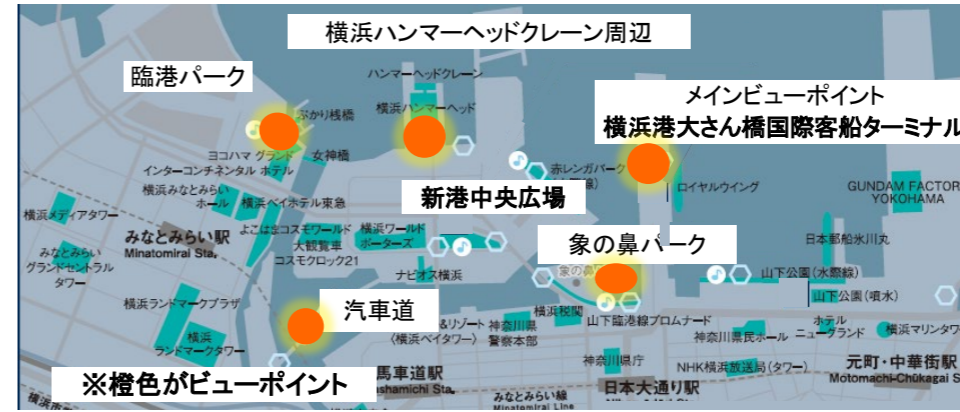 横浜ハンマーヘッドクレーン周辺
臨港パーク
ハンマーヘッドクレーン
メインビューポイント
横浜港大さん橋国際客船ターミナル
ぷかり桟橋
横浜ハンマーヘッド
ヨコハマ グランド
インターコンチネンタル ホテル
女神橋
赤レンガパーク
ロイヤルウイング
GUNDAM FACTORY
YOKOHAMA
横浜みなとみらい
ホール
横浜ベイホテル東急
新港中央広場
横浜メディアタワー
みなとみらい駅
Minatomirai Sta.
よこはまコスモワールド
大観覧車
コスモクロック21
横浜ワールド
ポーターズ
象の鼻パーク
日本郵船氷川丸
みなとみらい
グランドセントラル
タワー
ナビオス横浜
象の鼻
山下公園(水際線)
横浜ランドマークプラザ
汽車道
山下公園(噴水)
横浜税関
&リゾート
〈横浜ベイタワー〉
神奈川県
警察本部
山下臨港線プロムナード
神奈川県民ホール
ホテル
ニューグランド
横浜マリンタワ
横浜
ランドマークタワー
※橙色がビューポイント
馬車道駅
ashamichi Sta.
神奈川県庁
NHK横浜放送局(タワー)
元町・中華街駅
Motomachi-Chūkagai S
みなとみらい線
Minatomirai Line
日本大通り駅